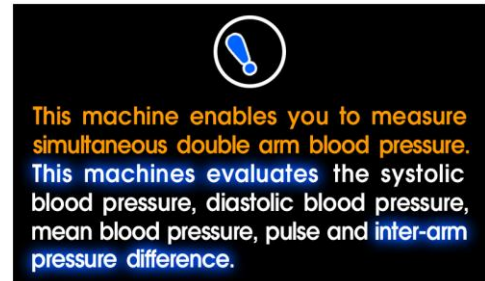 This machine enables you to measure
simultaneous double arm blood pressure.
This machines evaluates the systolic
blood pressure, diastolic blood pressure,
mean blood pressure, pulse and inter-arm
pressure difference.